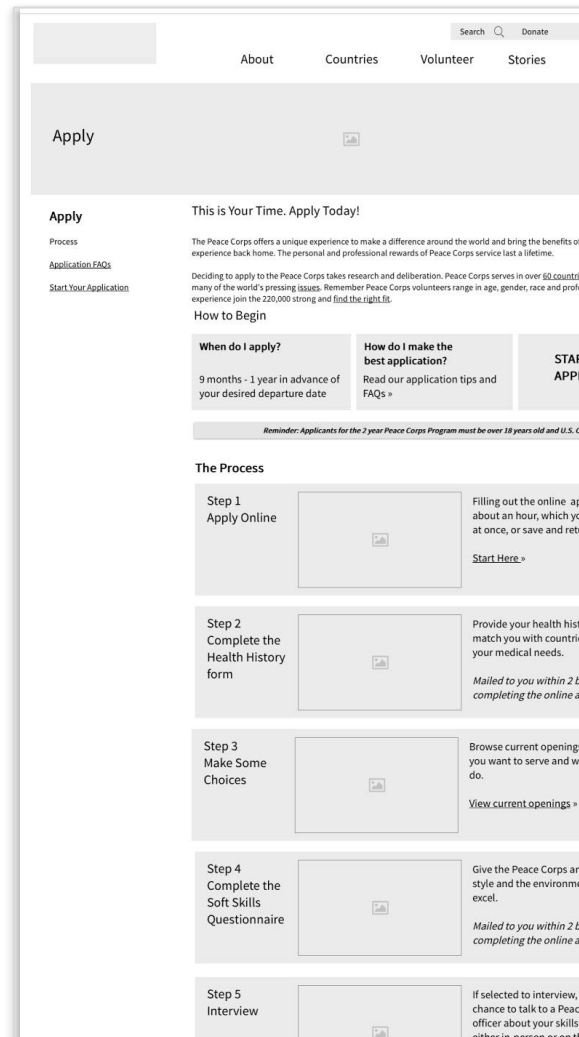 Search Donate
About Countries Volunteer Stories
Apply
Apply
Process
Application FAQs
Start Your Application
This is Your Time. Apply Today!
The Peace Corps offers a unique experience to make a difference around the world and bring the benefits of
experience back home. The personal and professional rewards of Peace Corps service last a lifetime.
Deciding to apply to the Peace Corps takes research and deliberation. Peace Corps serves in over 60
many of the world's pressing issues. Remember Peace Corps volunteers range in age, gender, race and
experience join the 220,000 strong and find the right fit.
How to Begin
When do I apply?
9 months - 1 year in advance of
your desired departure date
How do I make the
best application?
Read our application tips and
FAQs »
Reminder: Applicants for the 2 year Peace Corps Program must be over 18 years old and U.S.
The Process
Step 1
Apply Online
Filling out the online
about an hour, which
at once, or save and
Start Here »
Step 2
Complete the
Health History
form
Provide your health
match you with
your medical needs.
Mailed to you within 2
completing the online
Step 3
Make Some
Choices
Browse current
you want to serve and
do.
View current openings »
Step 4
Complete the
Soft Skills
Questionnaire
Give the Peace Corps
style and the
excel.
Mailed to you within 2
completing the online
Step 5
Interview
If selected to interview,
chance to talk to a
officer about your skills